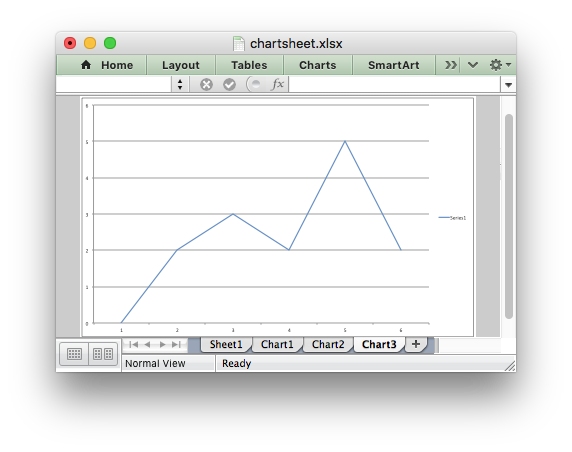 chartsheet.xlsx
Home Layout Tables Charts SmartArt
fx
6
5
4
3
2
1
0
Series1
1 2 3 4 5 6
Sheet1 Chart1 Chart2 Chart3 +
Normal View Ready